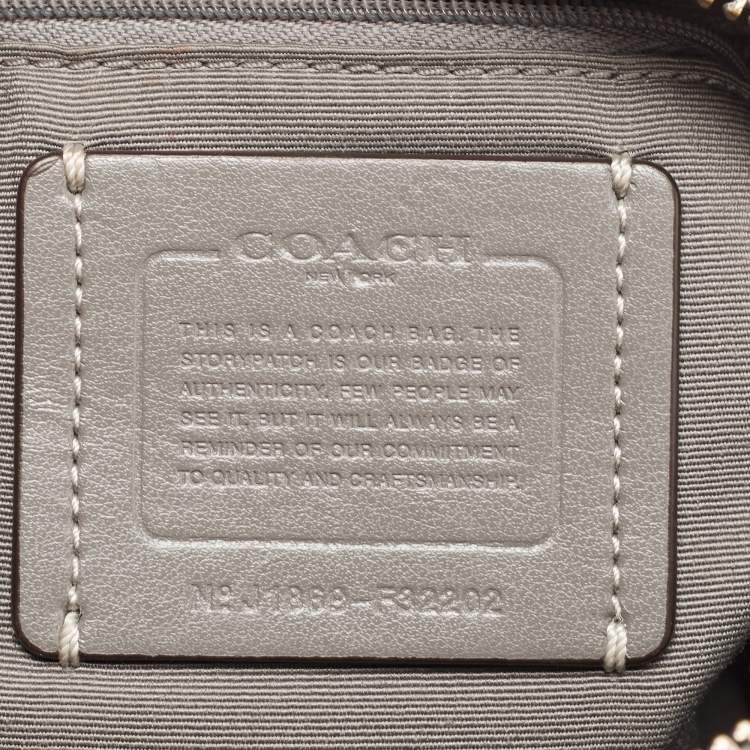 COACH
NEW YORK
THIS IS A COACH BAG. THE
STORYPATCH IS OUR BADGE OF
AUTHENTICITY. FEW PEOPLE MAY
SEE IT, BUT IT WILL ALWAYS BE A
REMINDER OF OUR COMMITMENT
TO QUALITY AND CRAFTSMANSHIP.
Nº J1869-F32202